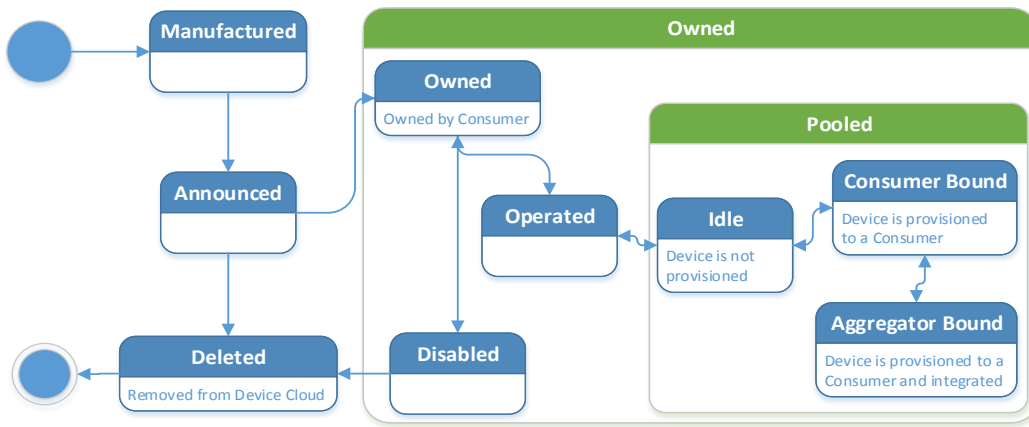 Manufactured
Owned
Owned
Owned by Consumer
Pooled
Announced
Operated
Idle
Device is not
provisioned
Consumer Bound
Device is provisioned
to a Consumer
Deleted
Removed from Device Cloud
Disabled
Aggregator Bound
Device is provisioned to a
Consumer and integrated